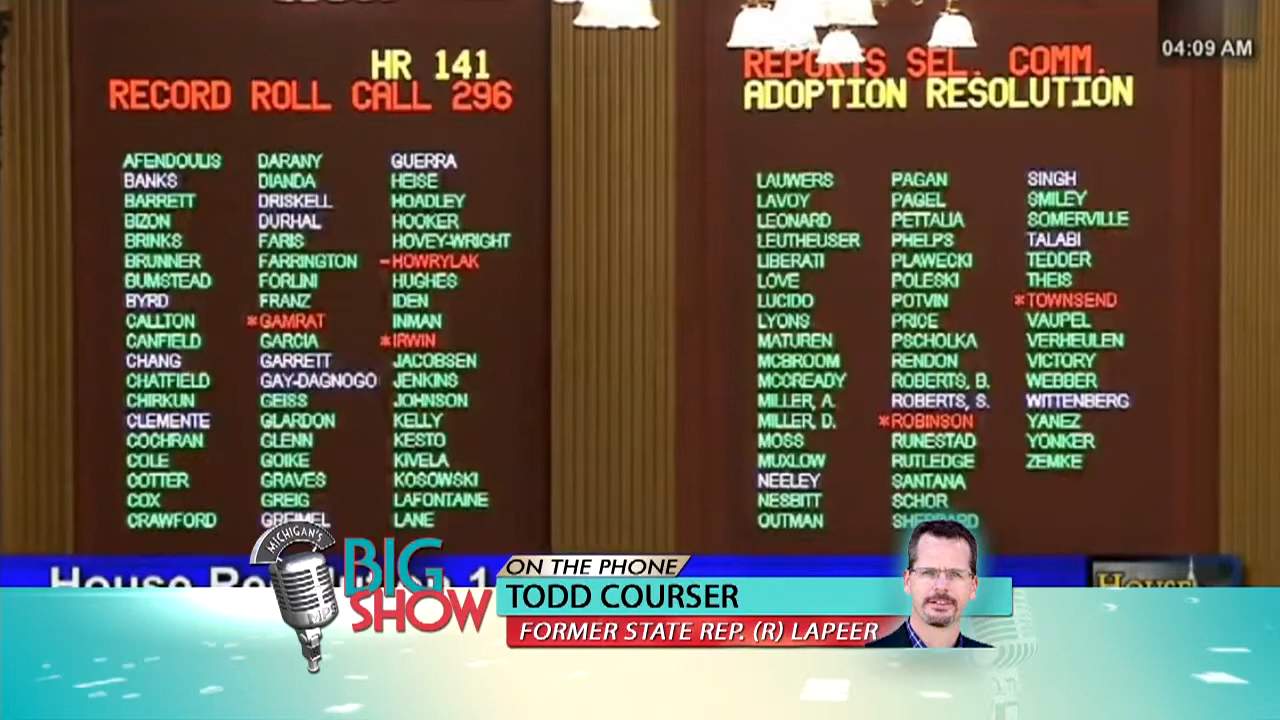 04:09 AM
HR 141
RECORD ROLL CALL 296
REPORTS SEL. COMM.
ADOPTION RESOLUTION
AFENDOULIS
BANKS
BARRETT
BIZON
BRINKS
BRUNNER
BUMSTEAD
BYRD
CALLTON
CANFIELD
CHANG
CHATFIELD
CHIRKUN
CLEMENTE
COCHRAN
COLE
COTTER
COX
CRAWFORD
DARANY
DIANDA
DRISKELL
DURHAL
FARIS
FARRINGTON
FORLINI
FRANZ
*GAMRAT
GARCIA
GARRETT
GAY-DAGNOGO
GEISS
GLARDON
GLENN
GOIKE
GRAVES
GREIG
GREIMEL
GUERRA
HEISE
HOADLEY
HOOKER
HOVEY-WRIGHT
-HOWRYLAK
HUGHES
IDEN
INMAN
*IRWIN
JACOBSEN
JENKINS
JOHNSON
KELLY
KESTO
KIVELA
KOSOWSKI
LAFONTAINE
LANE
LAUWERS
LAVOY
LEONARD
LEUTHEUSER
LIBERATI
LOVE
LUCIDO
LYONS
MATUREN
MCBROOM
MCCREADY
MILLER, A.
MILLER, D.
MOSS
MUXLOW
NEELEY
NESBITT
OUTMAN
PAGAN
PAGEL
PETTALIA
PHELPS
PLAWECKI
POLESKI
POTVIN
PRICE
PSCHOLKA
RENDON
ROBERTS, B.
ROBERTS, S.
*ROBINSON
RUNESTAD
RUTLEDGE
SANTANA
SCHOR
SHEPPARD
SINGH
SMILEY
SOMERVILLE
TALABI
TEDDER
THEIS
*TOWNSEND
VAUPEL
VERHEULEN
VICTORY
WEBBER
WITTENBERG
YANEZ
YONKER
ZEMKE
House
HOUSE
MICHIGAN'S
BIG
SHOW
ON THE PHONE
TODD COURSER
FORMER STATE REP. (R) LAPEER